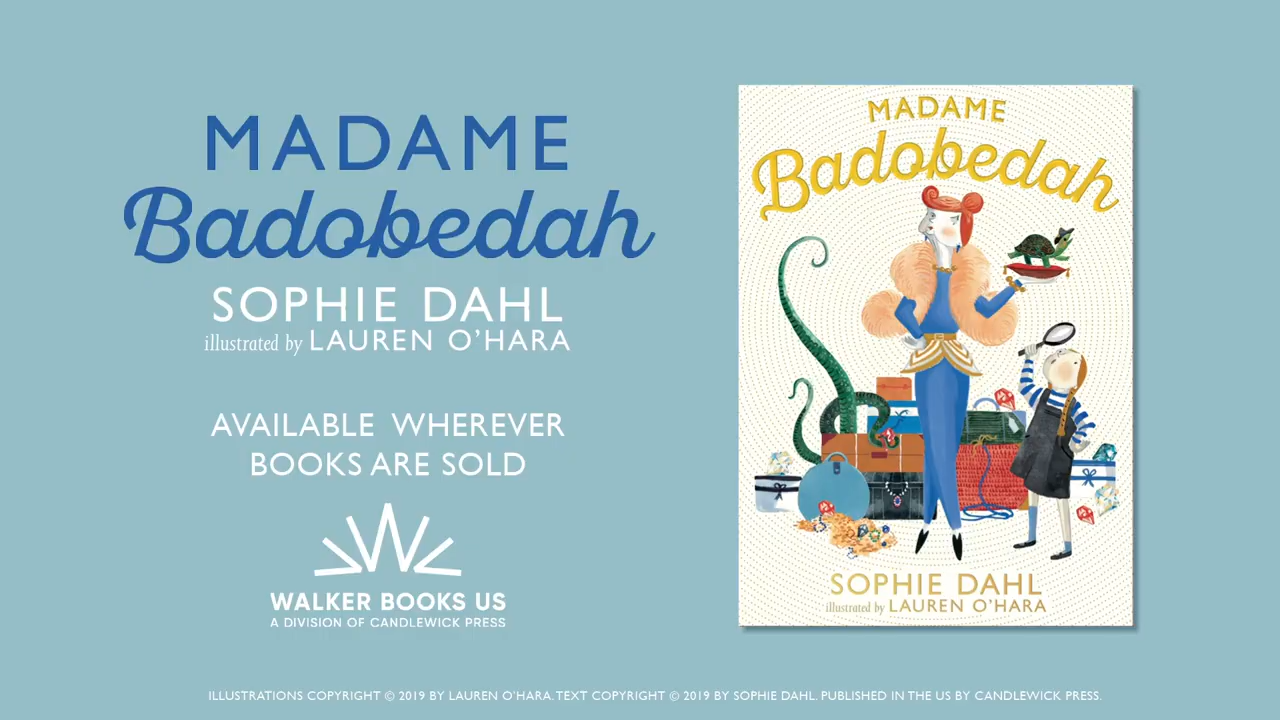 MADAME
Badobedah
SOPHIE DAHL
illustrated by LAUREN O'HARA
AVAILABLE WHEREVER
BOOKS ARE SOLD
WALKER BOOKS US
A DIVISION OF CANDLEWICK PRESS
MADAME
Badobedah
SOPHIE DAHL
illustrated by LAUREN O'HARA
ILLUSTRATIONS COPYRIGHT © 2019 BY LAUREN O'HARA. TEXT COPYRIGHT © 2019 BY SOPHIE DAHL. PUBLISHED IN THE US BY CANDLEWICK PRESS.